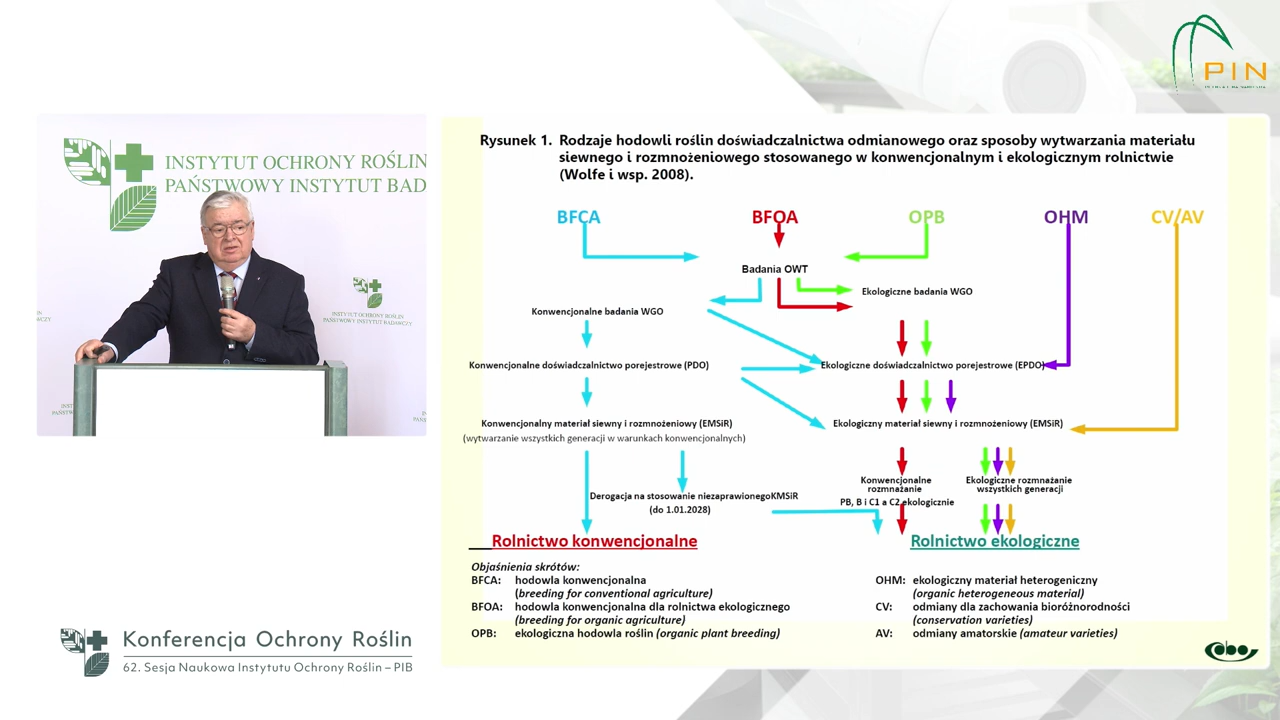 PIN
INSTYTUT OCHRONY ROŚLIN
PAŃSTWOWY INSTYTUT BAD
INSTYTUT OCHRONY ROŚLIN
PAŃSTWOWY INSTYTUT BADAWCZY
Rysunek 1. Rodzaje hodowli roślin doświadczalnictwa odmianowego oraz sposoby wytwarzania materiału
siewnego i rozmnożeniowego stosowanego w konwencjonalnym i ekologicznym rolnictwie
(Wolfe i wsp. 2008).
BFCA BFOA OPB OHM CV/AV
Badania OWT
Ekologiczne badania WGO
Konwencjonalne badania WGO
Konwencjonalne doświadczalnictwo porejestrowe (PDO) Ekologiczne doświadczalnictwo porejestrowe (EPDO)
Konwencjonalny materiał siewny i rozmnożeniowy (EMSiR) Ekologiczny materiał siewny i rozmnożeniowy (EMSiR)
(wytwarzanie wszystkich generacji w warunkach konwencjonalnych)
Konwencjonalne
rozmnażanie
PB, B i C1 a C2 ekologicznie
Ekologiczne rozmnażanie
wszystkich generacji
Derogacja na stosowanie niezaprawionegoKMSiR
(do 1.01.2028)
Rolnictwo konwencjonalne Rolnictwo ekologiczne
Objaśnienia skrótów:
BFCA: hodowla konwencjonalna
(breeding for conventional agriculture)
BFOA: hodowla konwencjonalna dla rolnictwa ekologicznego
(breeding for organic agriculture)
OPB: ekologiczna hodowla roślin (organic plant breeding)
OHM: ekologiczny materiał heterogeniczny
(organic heterogeneous material)
CV: odmiany dla zachowania bioróżnorodności
(conservation varieties)
AV: odmiany amatorskie (amateur varieties)
Konferencja Ochrony Roślin
62. Sesja Naukowa Instytutu Ochrony Roślin – PIB